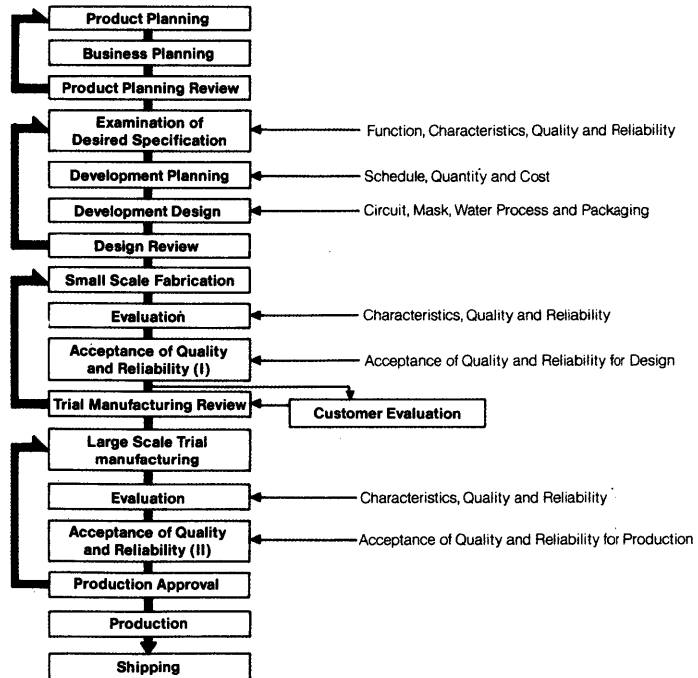 Product Planning
Business Planning
Product Planning Review
Examination of
Desired Specification
Function, Characteristics, Quality and Reliability
Development Planning
Schedule, Quantity and Cost
Development Design
Circuit, Mask, Water Process and Packaging
Design Review
Small Scale Fabrication
Evaluation
Characteristics, Quality and Reliability
Acceptance of Quality
and Reliability (I)
Acceptance of Quality and Reliability for Design
Trial Manufacturing Review
Customer Evaluation
Large Scale Trial
manufacturing
Evaluation
Characteristics, Quality and Reliability
Acceptance of Quality
and Reliability (II)
Acceptance of Quality and Reliability for Production
Production Approval
Production
Shipping